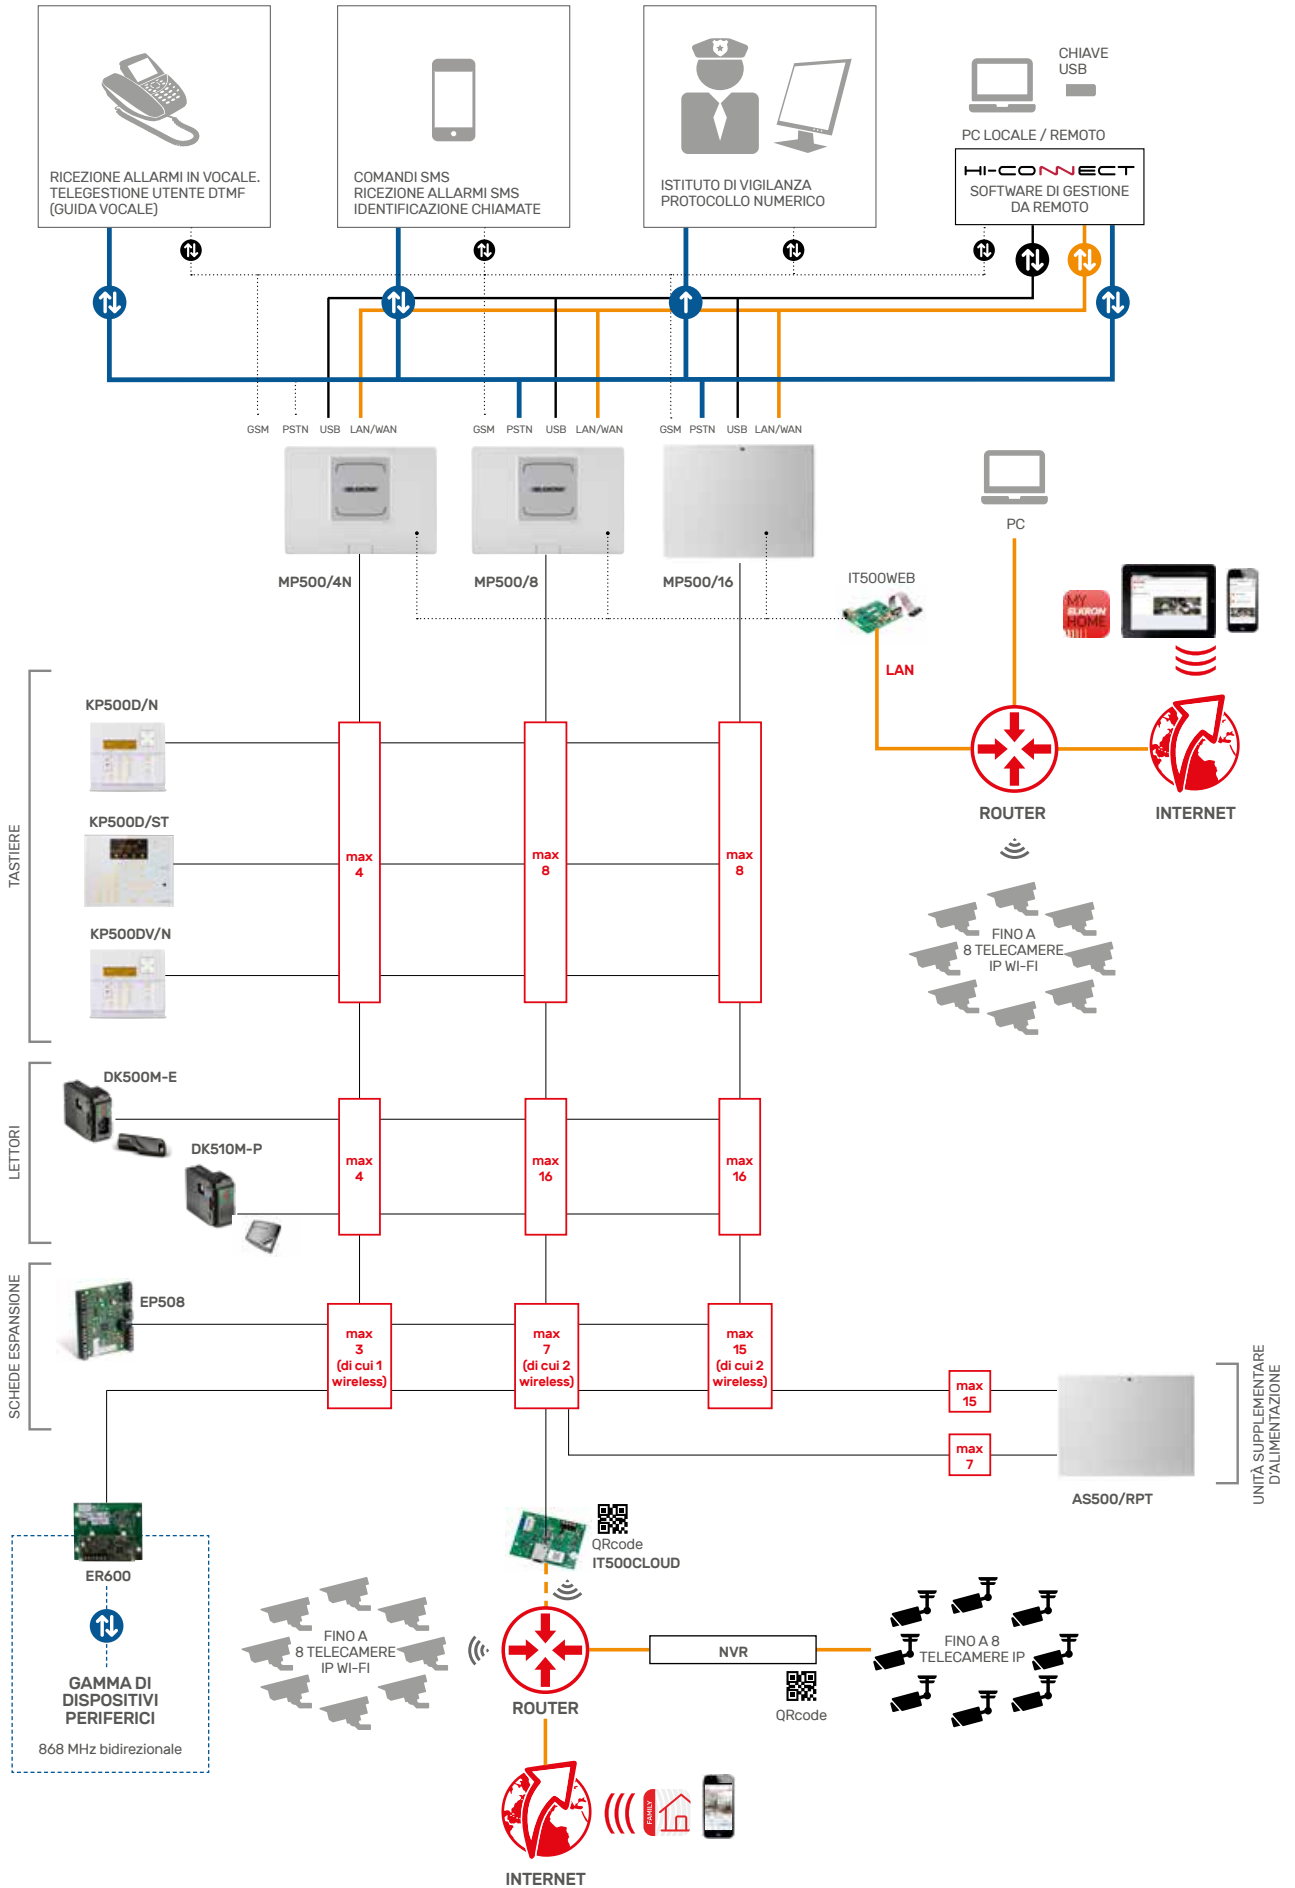 RICEZIONE ALLARMI IN VOCALE.
TELEGESTIONE UTENTE DTMF
(GUIDA VOCALE)
COMANDI SMS
RICEZIONE ALLARMI SMS
IDENTIFICAZIONE CHIAMATE
ISTITUTO DI VIGILANZA
PROTOCOLLO NUMERICO
CHIAVE
USB
PC LOCALE / REMOTO
HI-CONNECT
SOFTWARE DI GESTIONE
DA REMOTO
GSM PSTN USB LAN/WAN
GSM PSTN USB LAN/WAN
GSM PSTN USB LAN/WAN
MP500/4N
MP500/8
MP500/16
PC
IT500WEB
MY
ELKRON
HOME
LAN
ROUTER
INTERNET
FINO A
8 TELECAMERE
IP WI-FI
TASTIERE
KP500D/N
KP500D/ST
KP500DV/N
max
4
max
8
max
8
LETTORI
DK500M-E
DK510M-P
max
4
max
16
max
16
SCHEDE ESPANSIONE
EP508
max
3
(di cui 1
wireless)
max
7
(di cui 2
wireless)
max
15
(di cui 2
wireless)
max
15
max
7
AS500/RPT
UNITÀ SUPPLEMENTARE
D'ALIMENTAZIONE
ER600
GAMMA DI
DISPOSITIVI
PERIFERICI
868 MHz bidirezionale
QRcode
IT500CLOUD
FINO A
8 TELECAMERE
IP WI-FI
ROUTER
NVR
QRcode
FINO A 8
TELECAMERE IP
INTERNET
FAMILY